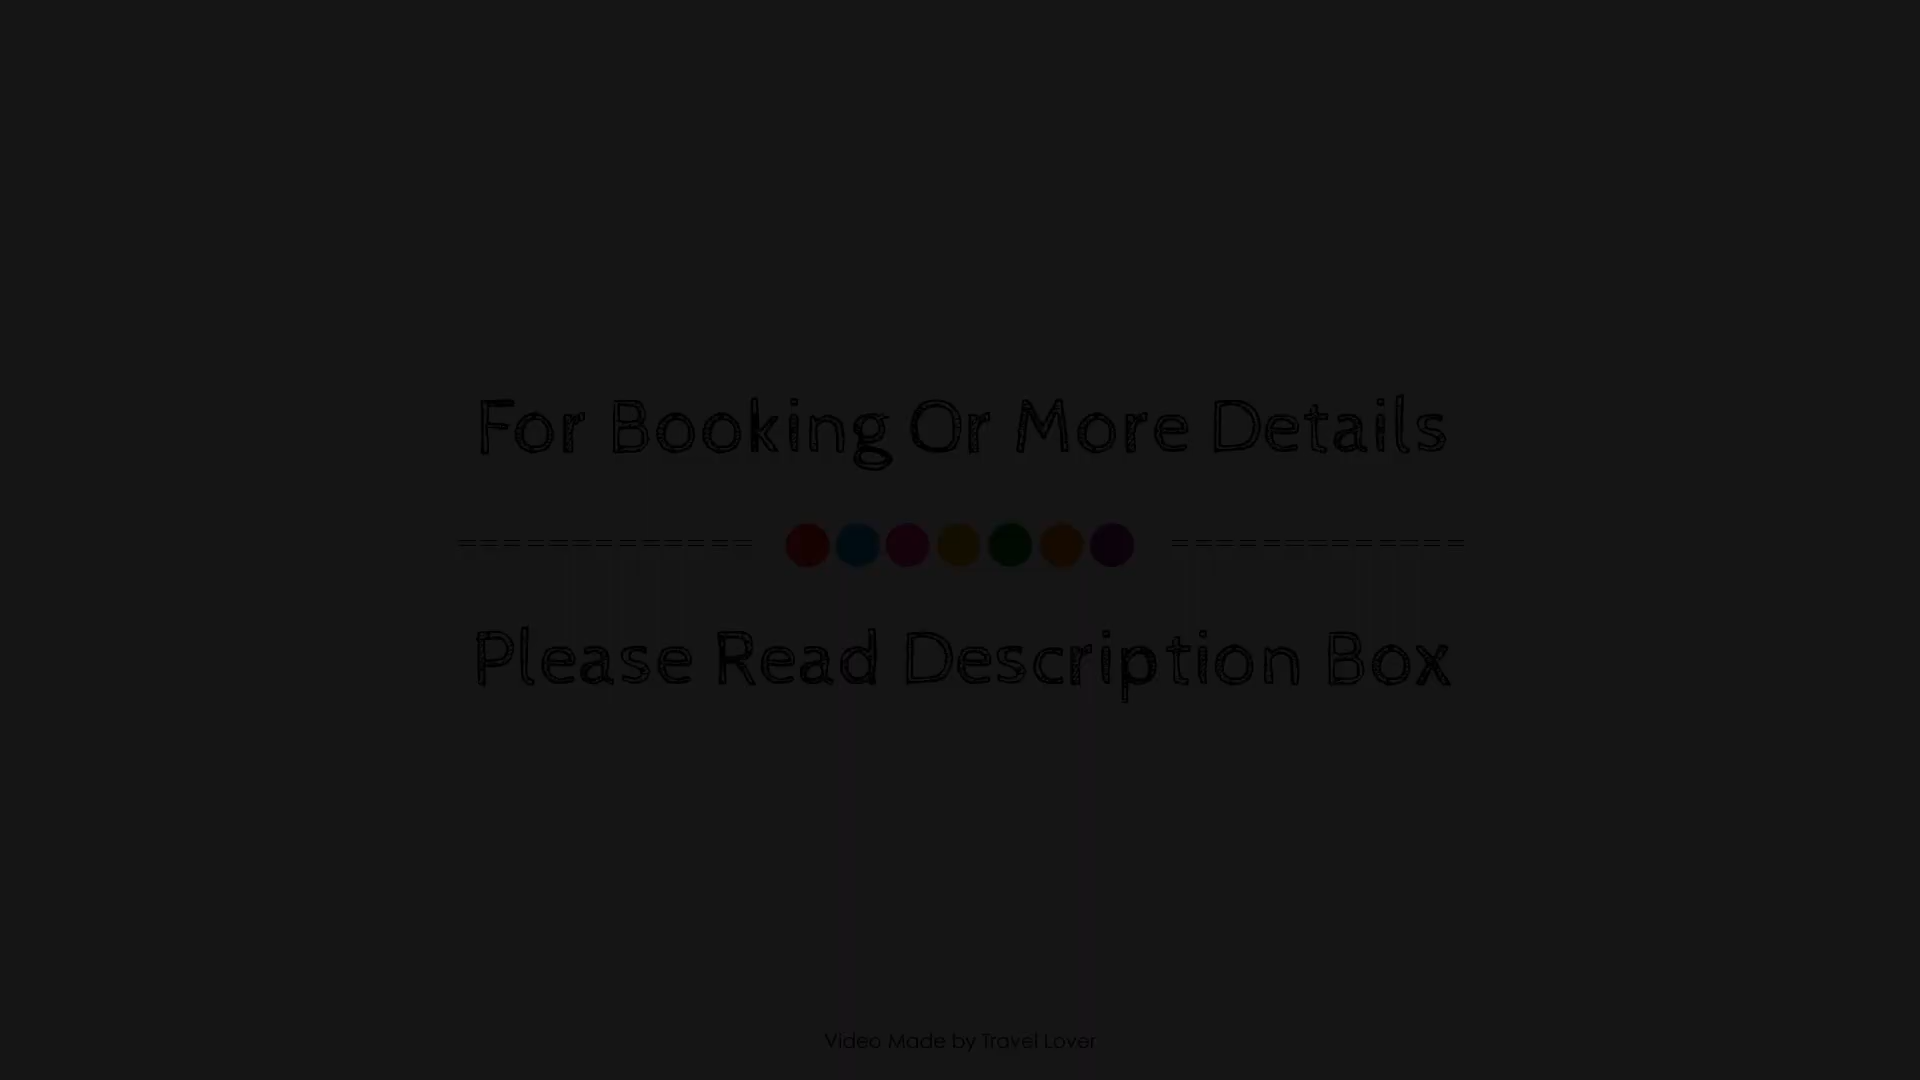 For Booking Or More Details
============= =============
Please Read Description Box
Video Made by Travel Lover